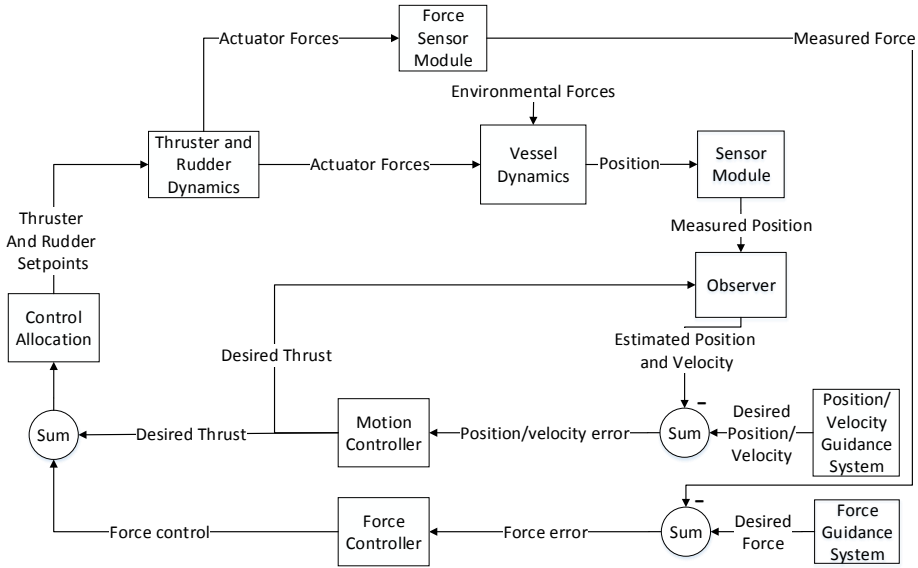 Force
Sensor
Module
Actuator Forces
Measured Force
Environmental Forces
Thruster and
Rudder
Dynamics
Actuator Forces
Vessel
Dynamics
Position
Sensor
Module
Thruster
And Rudder
Setpoints
Measured Position
Observer
Control
Allocation
Desired Thrust
Estimated Position
and Velocity
–
Sum
Desired Thrust
Motion
Controller
Position/velocity error
Sum
Desired
Position/
Velocity
Position/
Velocity
Guidance
System
–
Force control
Force
Controller
Force error
Sum
Desired
Force
Force
Guidance
System